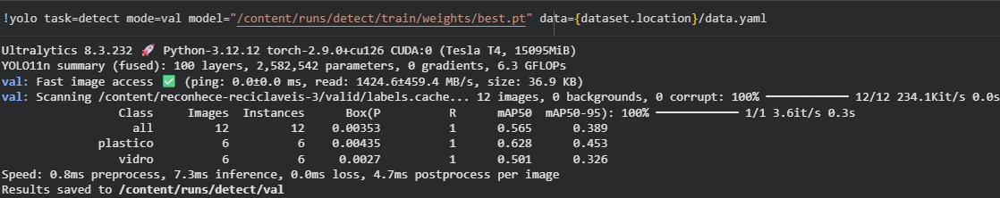 !yolo task=detect mode=val model="/content/runs/detect/train/weights/best.pt" data={dataset.location}/data.yaml
Ultralytics 8.3.232 🚀 Python-3.12.12 torch-2.9.0+cu126 CUDA:0 (Tesla T4, 15095MiB)
YOLO11n summary (fused): 100 layers, 2,582,542 parameters, 0 gradients, 6.3 GFLOPs
val: Fast image access ✅ (ping: 0.0±0.0 ms, read: 1424.6±459.4 MB/s, size: 36.9 KB)
val: Scanning /content/reconhece-reciclaveis-3/valid/labels.cache... 12 images, 0 backgrounds, 0 corrupt: 100% ━━━━━━━━━━━━ 12/12 234.1Kit/s 0.0s
Class Images Instances Box(P R mAP50 mAP50-95): 100% ━━━━━━━━━━━━ 1/1 3.6it/s 0.3s
all 12 12 0.00353 1 0.565 0.389
plastico 6 6 0.00435 1 0.628 0.453
vidro 6 6 0.0027 1 0.501 0.326
Speed: 0.8ms preprocess, 7.3ms inference, 0.0ms loss, 4.7ms postprocess per image
Results saved to /content/runs/detect/val